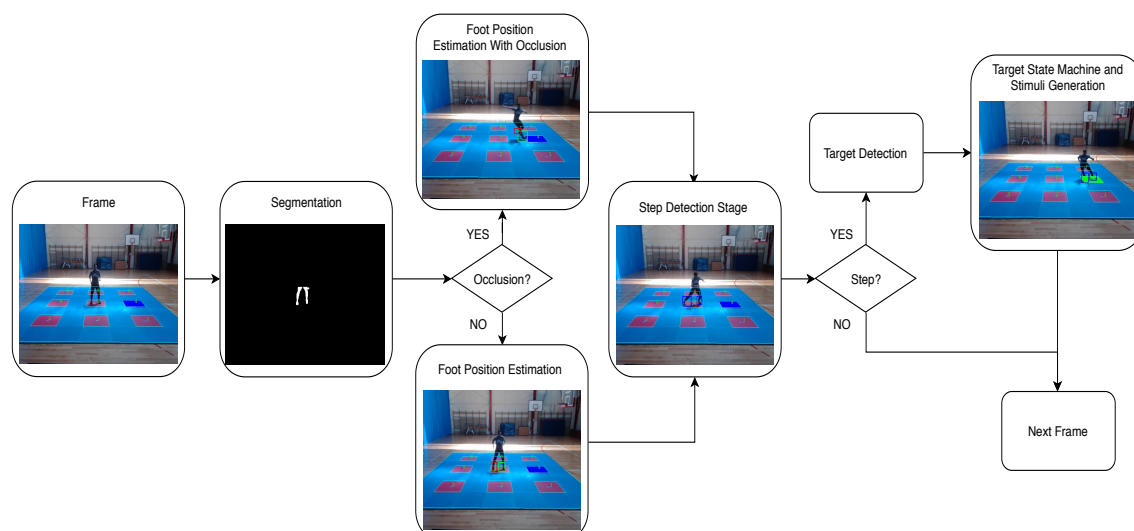 Frame
Segmentation
Foot Position
Estimation With Occlusion
YES
Occlusion?
NO
Foot Position Estimation
Step Detection Stage
Target Detection
YES
Step?
NO
Target State Machine and
Stimuli Generation
Next Frame